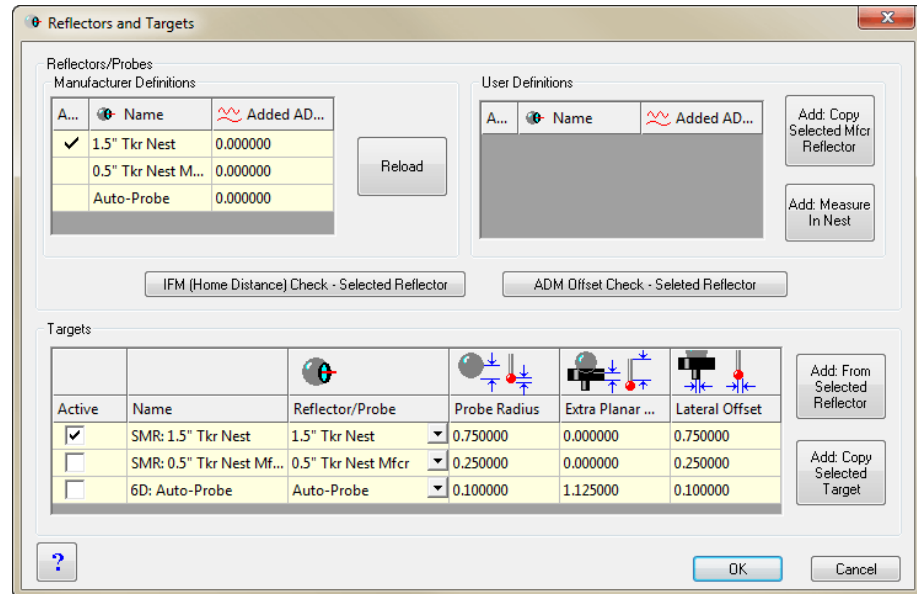 Reflectors and Targets
Reflectors/Probes
Manufacturer Definitions
A... Name Added AD...
1.5" Tkr Nest 0.000000
0.5" Tkr Nest M... 0.000000
Auto-Probe 0.000000
Reload
User Definitions
A... Name Added AD...
Add: Copy
Selected Mfcr
Reflector
Add: Measure
In Nest
IFM (Home Distance) Check - Selected Reflector
ADM Offset Check - Seleted Reflector
Targets
Active Name Reflector/Probe Probe Radius Extra Planar ... Lateral Offset
SMR: 1.5" Tkr Nest 1.5" Tkr Nest 0.750000 0.000000 0.750000
SMR: 0.5" Tkr Nest Mf... 0.5" Tkr Nest Mfcr 0.250000 0.000000 0.250000
6D: Auto-Probe Auto-Probe 0.100000 1.125000 0.100000
Add: From
Selected
Reflector
Add: Copy
Selected
Target
?
OK
Cancel